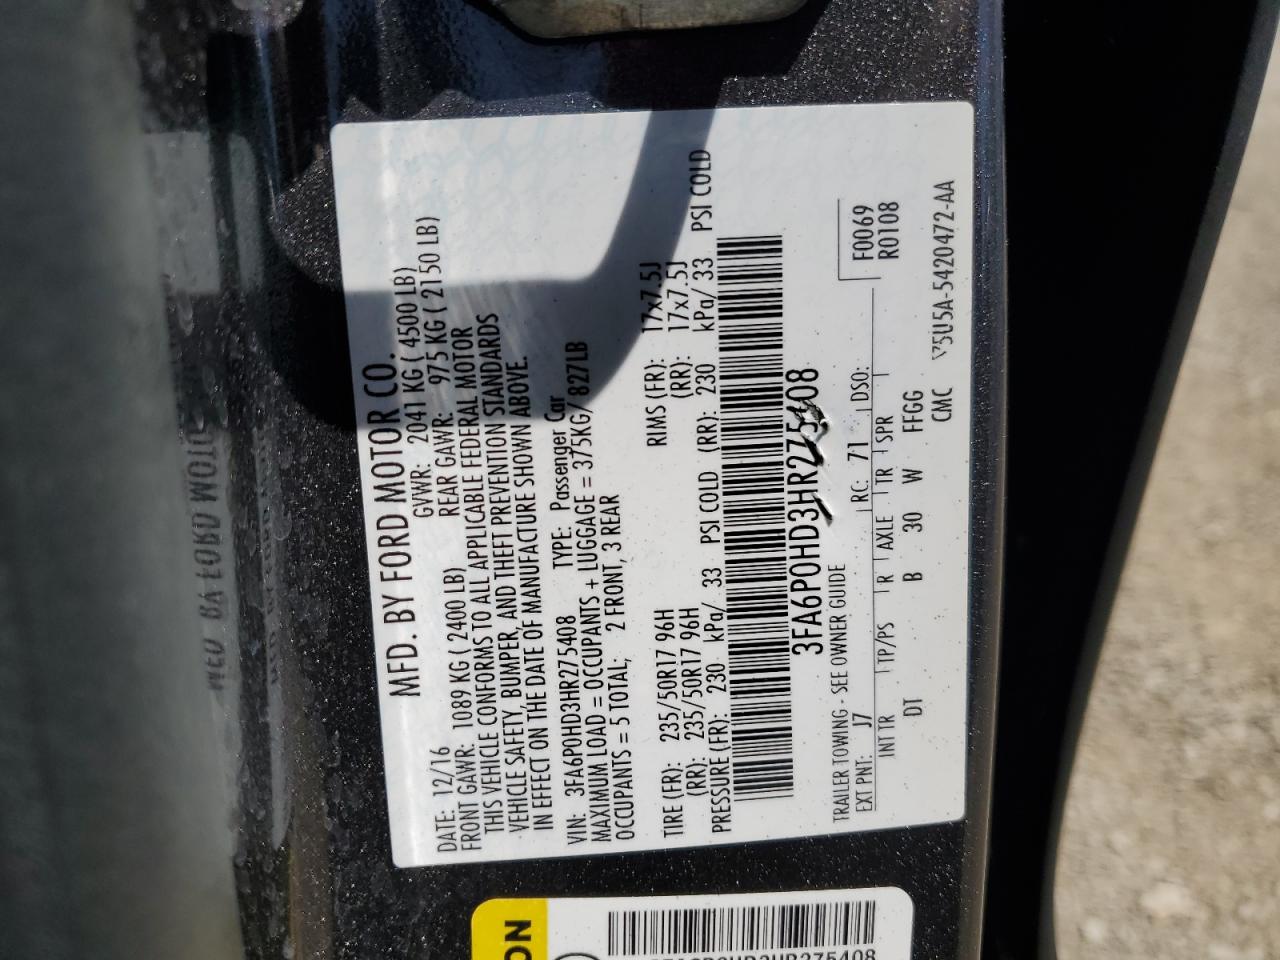 MFD. BY FORD MOTOR CO.
DATE: 12/16 GVWR: 2041 KG ( 4500 LB)
FRONT GAWR: 1089 KG ( 2400 LB) REAR GAWR: 975 KG ( 2150 LB)
THIS VEHICLE CONFORMS TO ALL APPLICABLE FEDERAL MOTOR
VEHICLE SAFETY, BUMPER, AND THEFT PREVENTION STANDARDS
IN EFFECT ON THE DATE OF MANUFACTURE SHOWN ABOVE.
VIN: 3FA6P0HD3HR275408 TYPE: Passenger Car
MAXIMUM LOAD = OCCUPANTS + LUGGAGE = 375KG/ 827LB
OCCUPANTS = 5 TOTAL, 2 FRONT, 3 REAR
TIRE (FR): 235/50R17 96H RIMS (FR): 17x7.5J
(RR): 235/50R17 96H (RR): 17x7.5J
PRESSURE (FR): 230 kPa/ 33 PSI COLD (RR): 230 kPa/ 33 PSI COLD
3FA6P0HD3HR275408
TRAILER TOWING - SEE OWNER GUIDE
F0069
EXT PNT: J7 RC: 71 DSO: R0108
INT TR TP/PS R AXLE TR SPR
DT B 30 W FFGG
CMC V5U5A-5420472-AA
ON
275408